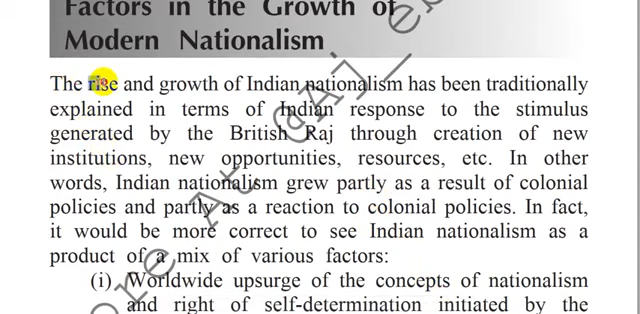 Factors in the Growth of
Modern Nationalism
The rise and growth of Indian nationalism has been traditionally
explained in terms of Indian response to the stimulus
generated by the British Raj through creation of new
institutions, new opportunities, resources, etc. In other
words, Indian nationalism grew partly as a result of colonial
policies and partly as a reaction to colonial policies. In fact,
it would be more correct to see Indian nationalism as a
product of a mix of various factors:
(i) Worldwide upsurge of the concepts of nationalism
and right of self-determination initiated by the